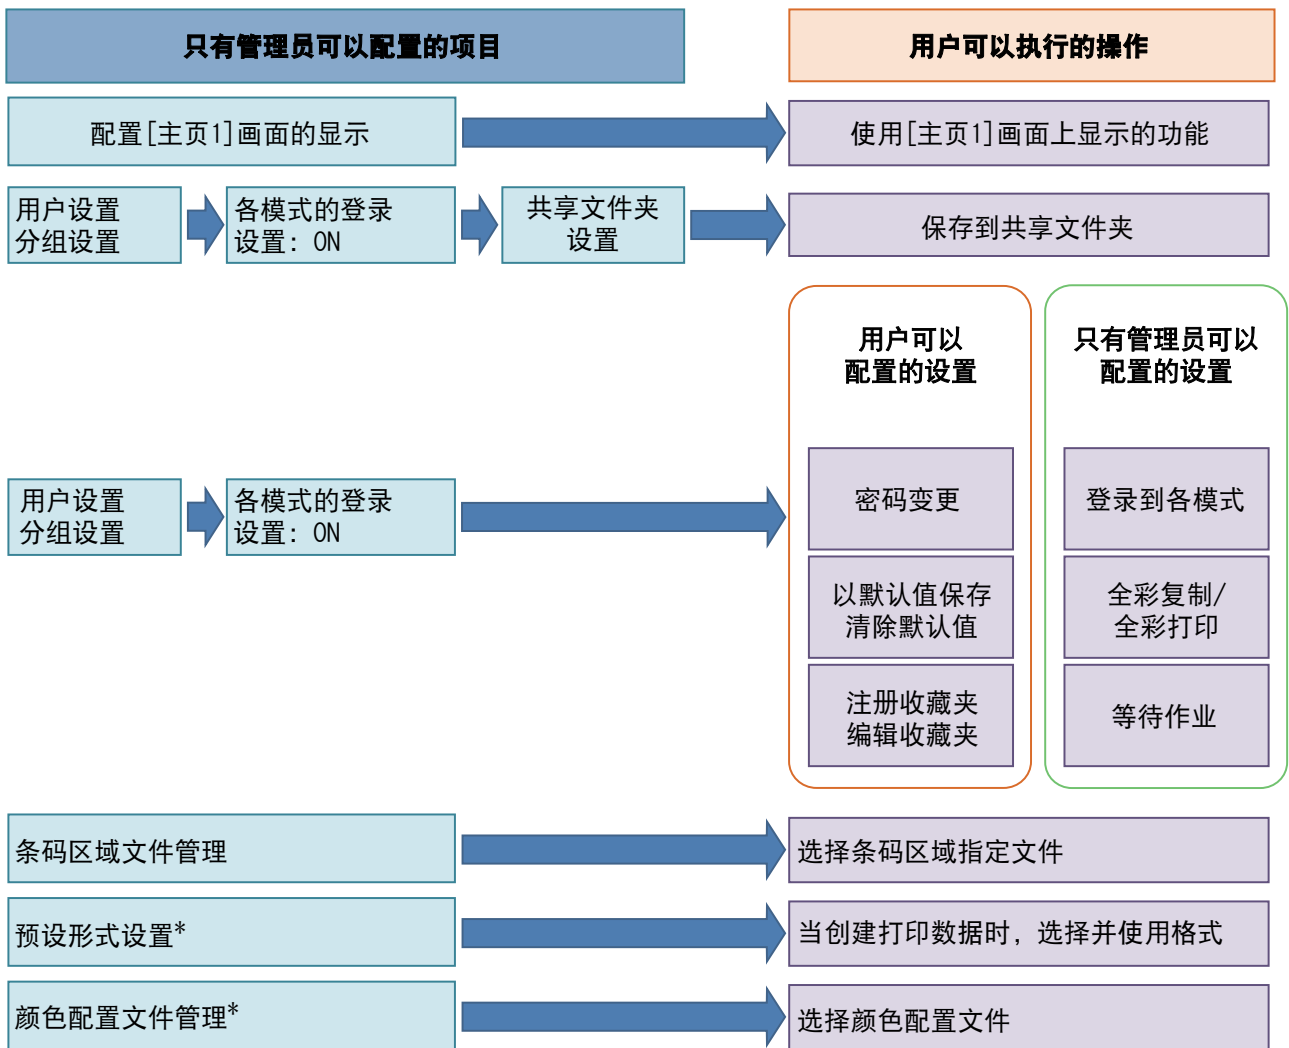 只有管理员可以配置的项目
用户可以执行的操作
配置[主页1]画面的显示
使用[主页1]画面上显示的功能
用户设置
分组设置
各模式的登录
设置: ON
共享文件夹
设置
保存到共享文件夹
用户可以
配置的设置
只有管理员可以
配置的设置
用户设置
分组设置
各模式的登录
设置: ON
密码变更
登录到各模式
以默认值保存
清除默认值
全彩复制/
全彩打印
注册收藏夹
编辑收藏夹
等待作业
条码区域文件管理
选择条码区域指定文件
预设形式设置*
当创建打印数据时, 选择并使用格式
颜色配置文件管理*
选择颜色配置文件